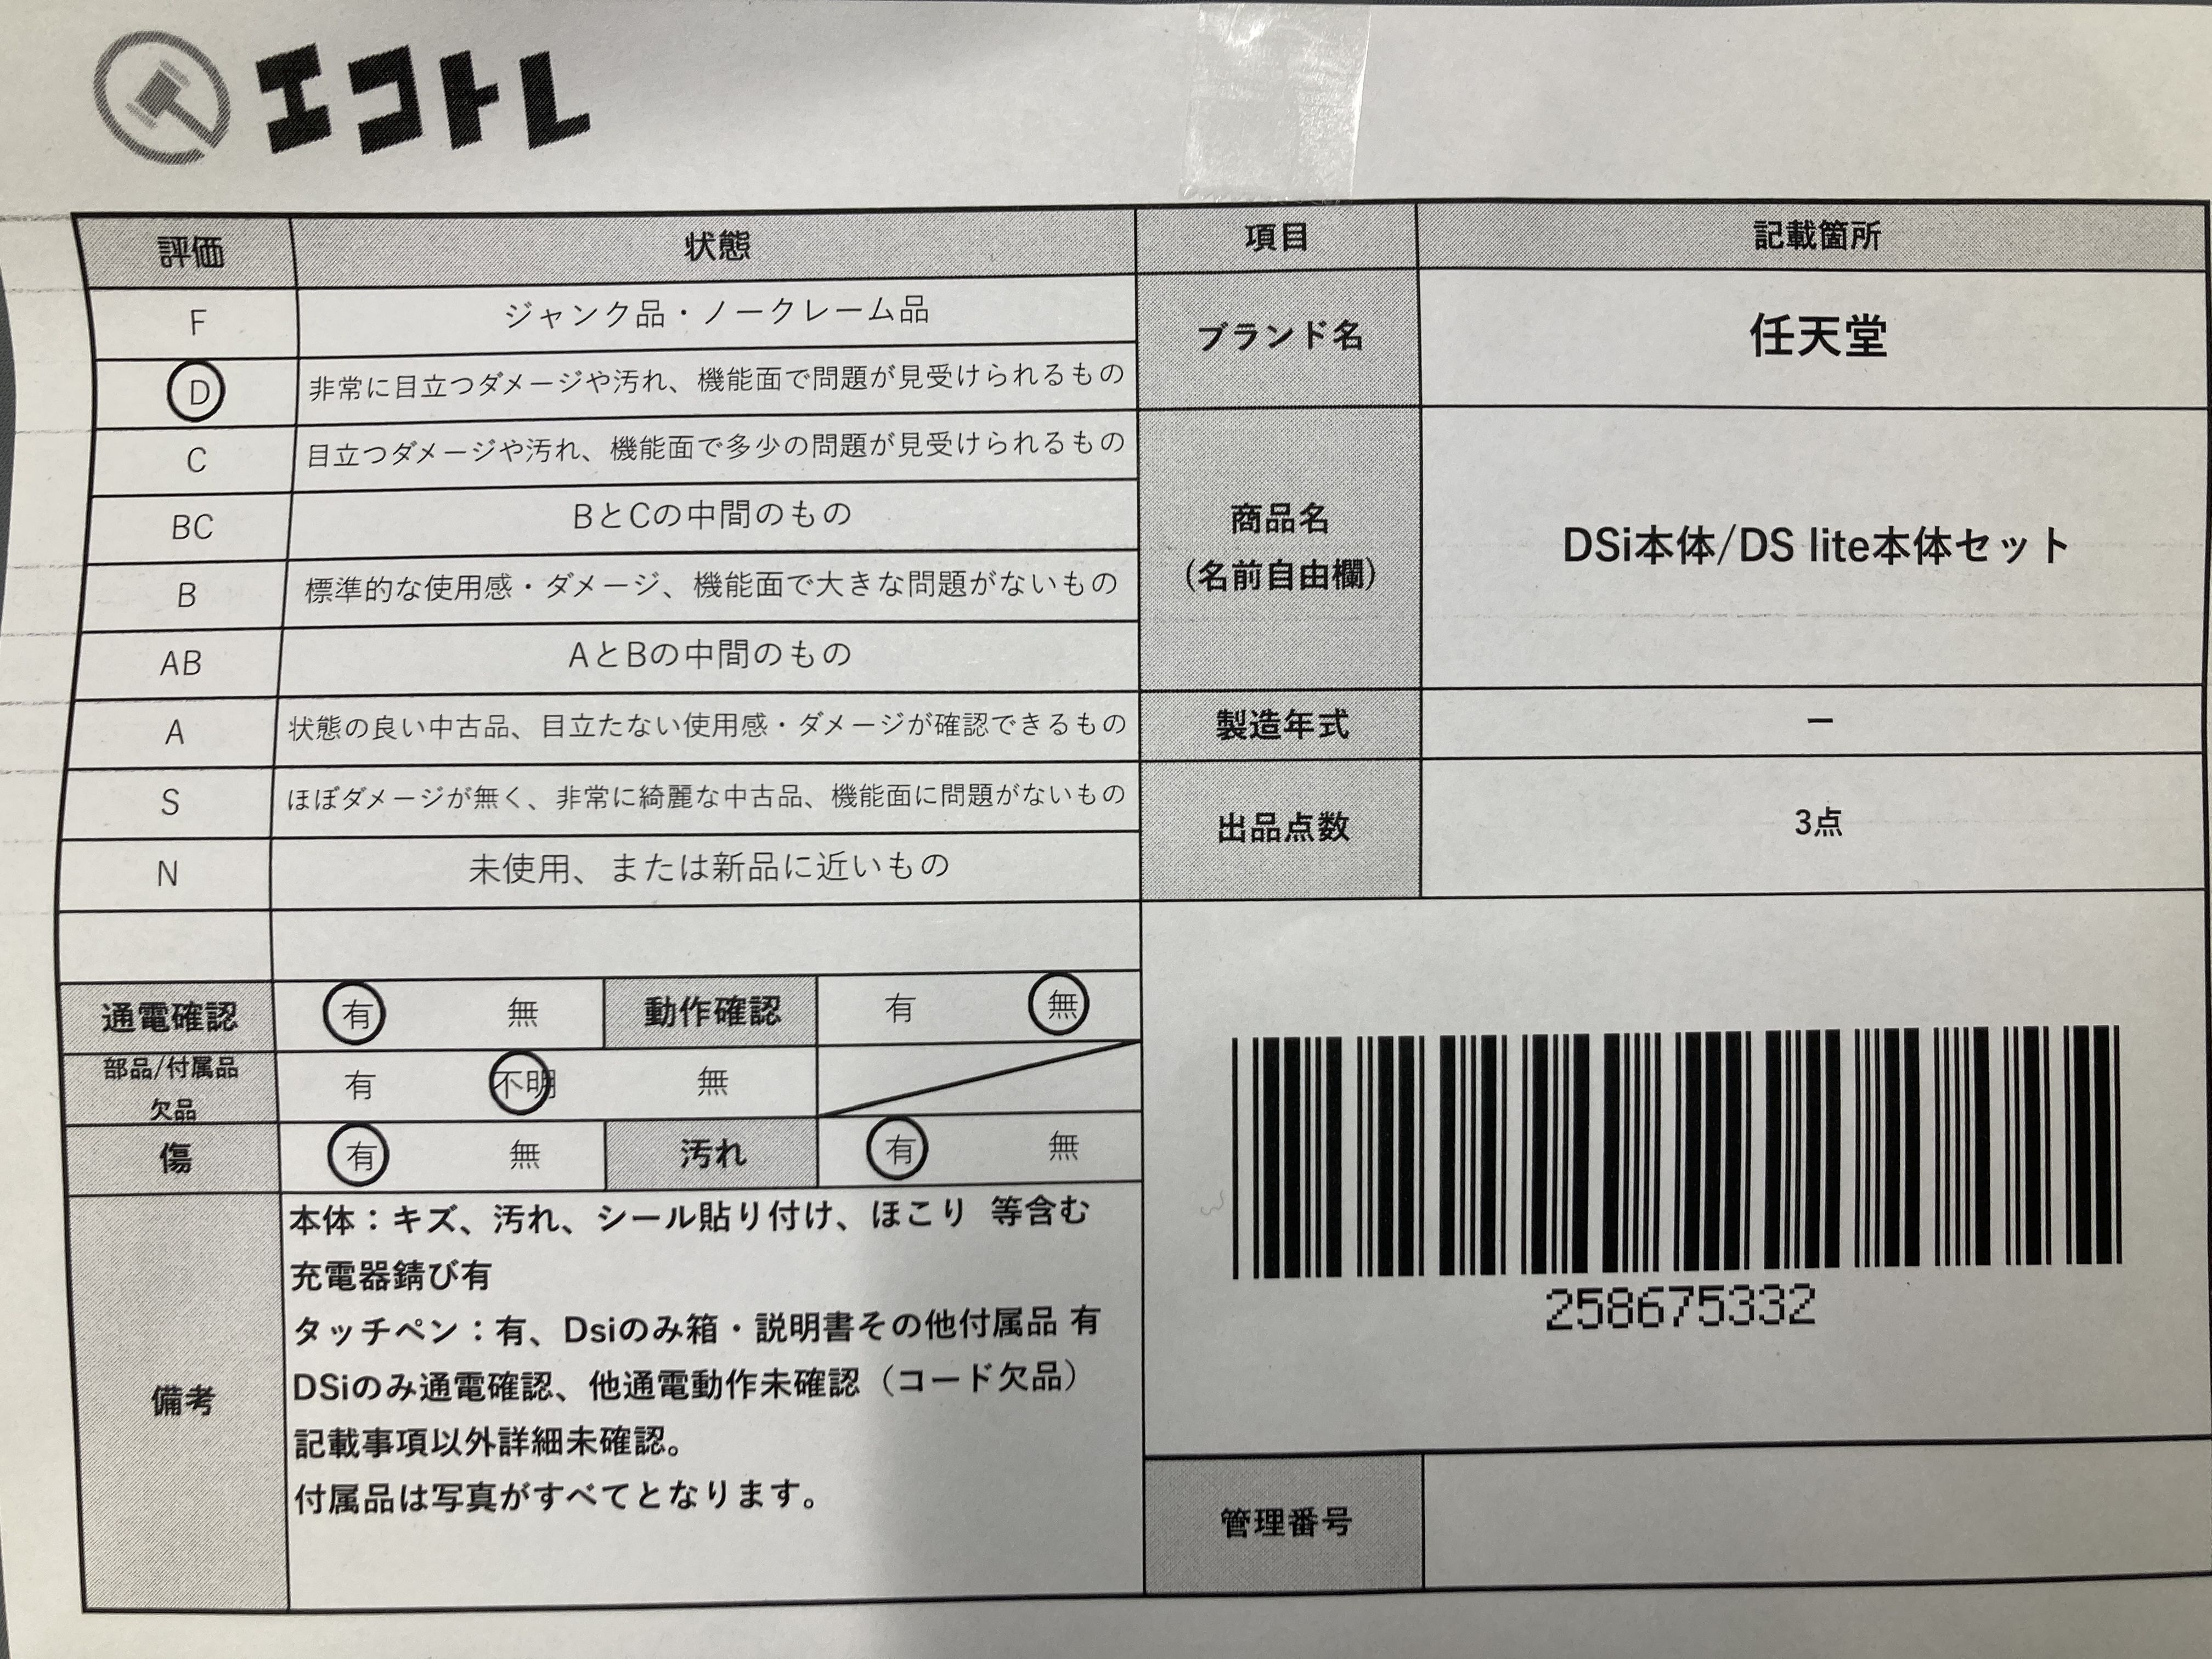 エコトレ
評価 状態 項目 記載箇所
F ジャンク品・ノークレーム品
ブランド名 任天堂
D 非常に目立つダメージや汚れ、機能面で問題が見受けられるもの
C 目立つダメージや汚れ、機能面で多少の問題が見受けられるもの
BC BとCの中間のもの
商品名
(名前自由欄)
DSi本体/DS lite本体セット
B 標準的な使用感・ダメージ、機能面で大きな問題がないもの
AB AとBの中間のもの
A 状態の良い中古品、目立たない使用感・ダメージが確認できるもの
製造年式 ー
S ほぼダメージが無く、非常に綺麗な中古品、機能面に問題がないもの
出品点数 3点
N 未使用、または新品に近いもの
通電確認 有 無 動作確認 有 無
部品/付属品
欠品
有 不明 無
傷 有 無 汚れ 有 無
備考
本体：キズ、汚れ、シール貼り付け、ほこり 等含む
充電器錆び有
タッチペン：有、Dsiのみ箱・説明書その他付属品 有
DSiのみ通電確認、他通電動作未確認（コード欠品）
記載事項以外詳細未確認。
付属品は写真がすべてとなります。
258675332
管理番号